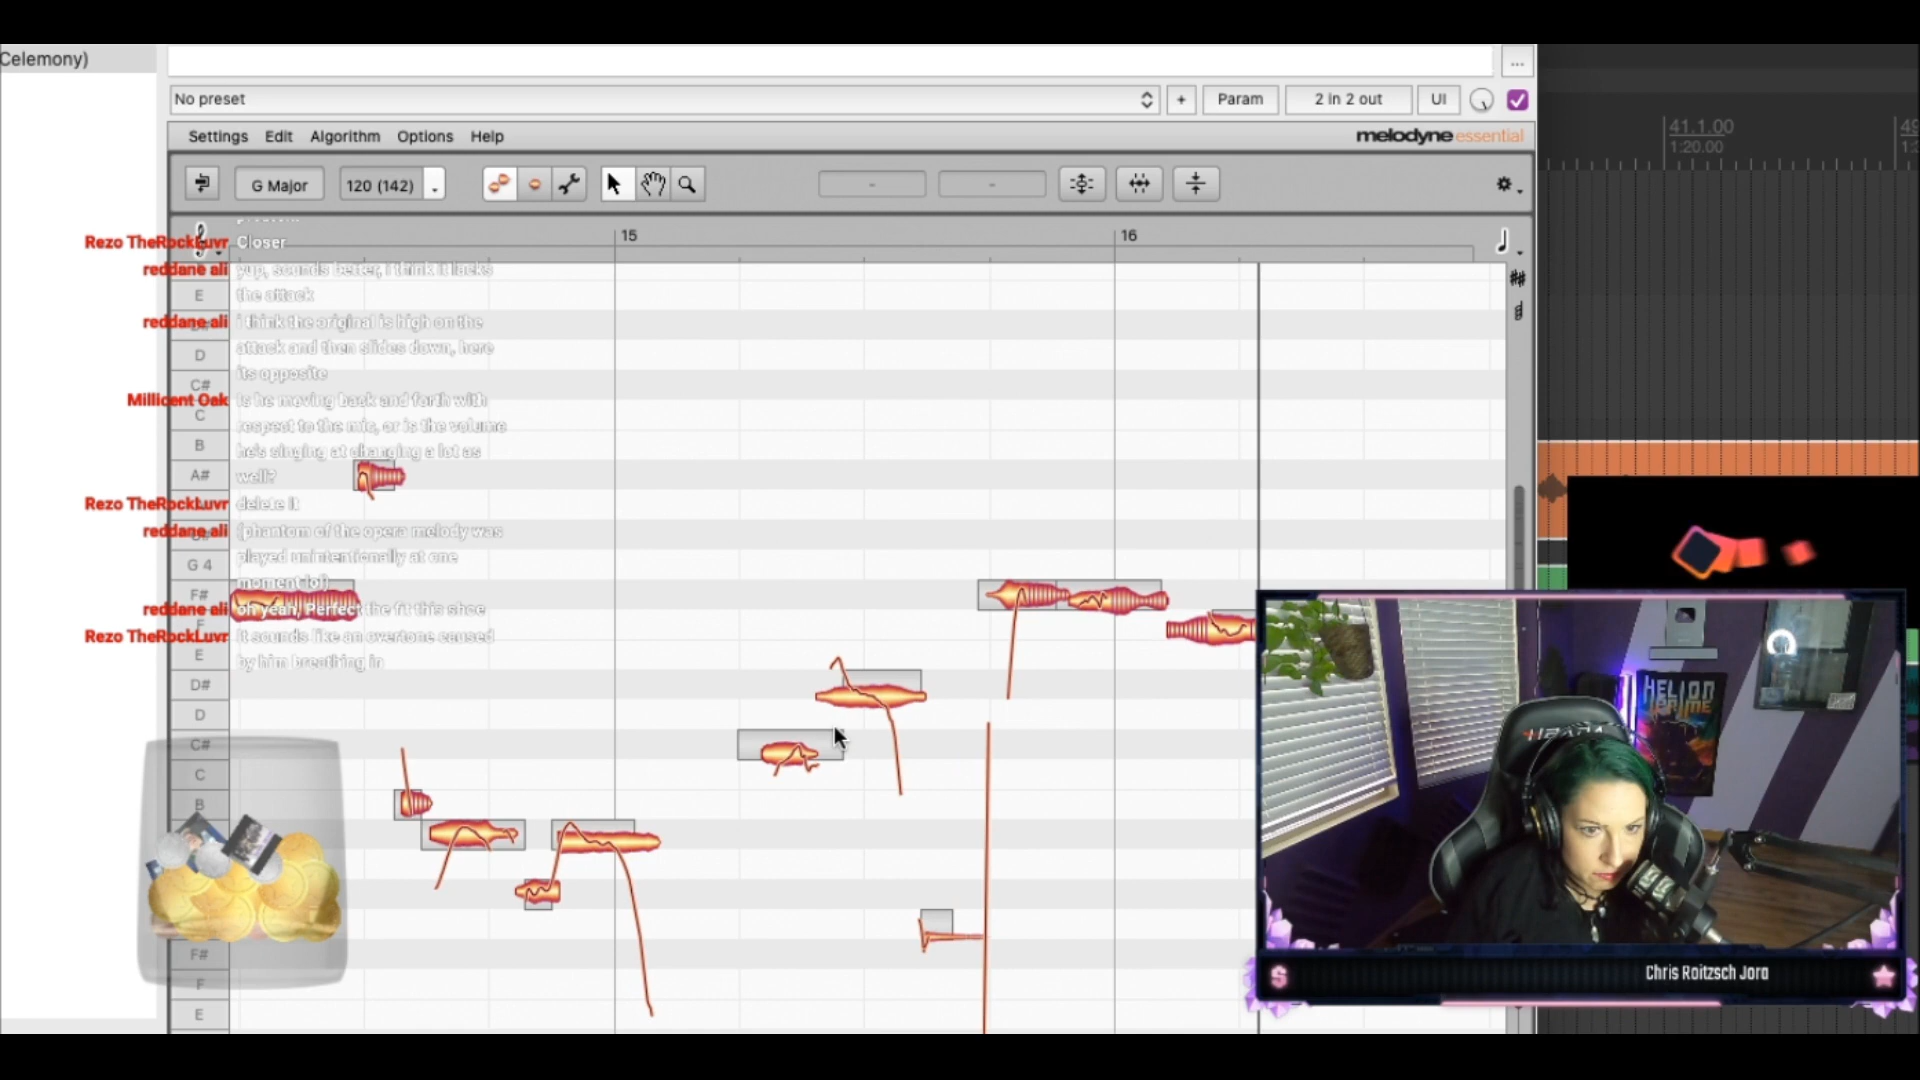 Celemony)
...
No preset
+ Param 2 in 2 out UI
Settings Edit Algorithm Options Help
melodyne essential
41.1.00
1:20.00
49
G Major 120 (142)
- -
15 16
Rezo TheRockLuvr Closer
reddane ali yup, sounds better, i think it lacks
the attack
reddane ali i think the original is high on the
attack and then slides down, here
its opposite
Millicent Oak Is he moving back and forth with
respect to the mic, or is the volume
he's singing at changing a lot as
well?
Rezo TheRockLuvr delete it
reddane ali (phantom of the opera melody was
played unintentionally at one
moment lol)
reddane ali oh yeah, Perfect the fit this shoe
Rezo TheRockLuvr it sounds like an overtone caused
by him breathing in
E
D
C#
C
B
A#
G 4
F#
E
D#
D
C#
C
B
F#
F
E
HELION
PRIME
S
Chris Roitzsch Jora